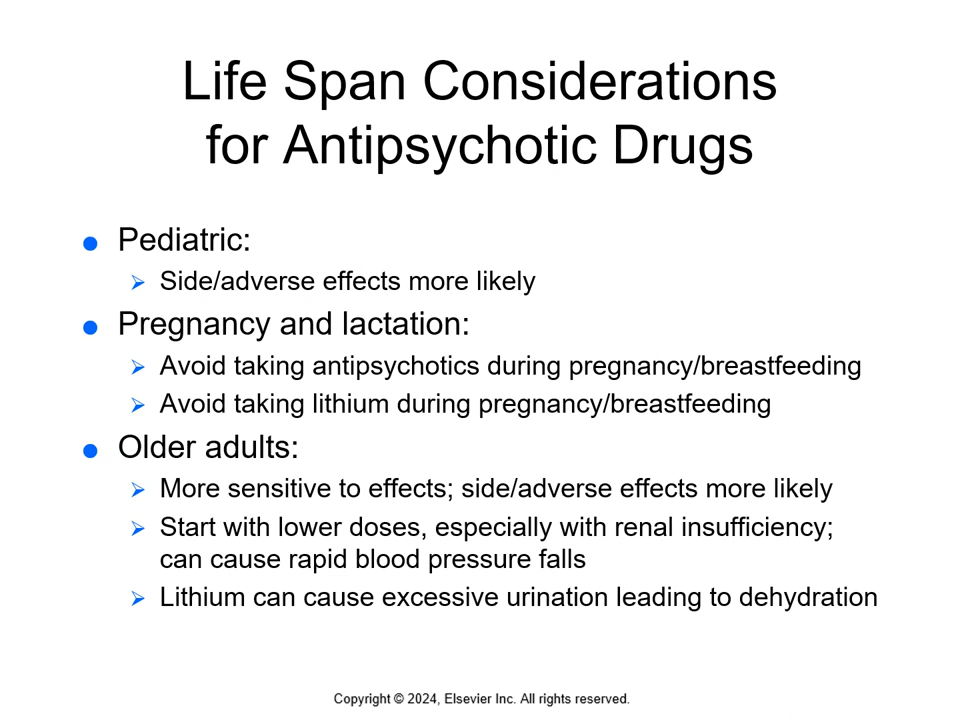 Life Span Considerations
for Antipsychotic Drugs
Pediatric:
Side/adverse effects more likely
Pregnancy and lactation:
Avoid taking antipsychotics during pregnancy/breastfeeding
Avoid taking lithium during pregnancy/breastfeeding
Older adults:
More sensitive to effects; side/adverse effects more likely
Start with lower doses, especially with renal insufficiency;
can cause rapid blood pressure falls
Lithium can cause excessive urination leading to dehydration
Copyright © 2024, Elsevier Inc. All rights reserved.